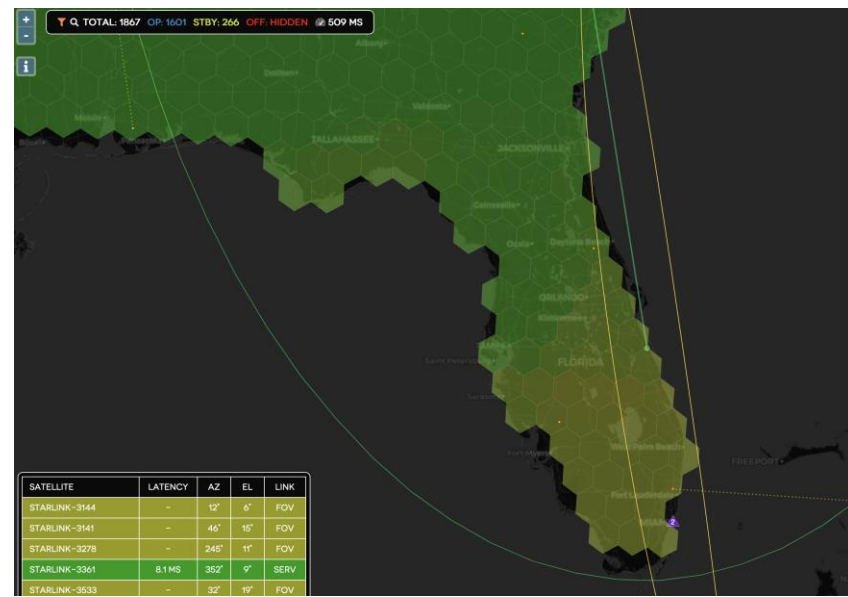 +
TOTAL: 1867 OP: 1601 STBY: 266 OFF: HIDDEN 509 MS
-
i
Albany
Dothan
Mobile
Valdosta
TALLAHASSEE
JACKSONVILLE
Gainesville
Ocala
Daytona Beach
ORLANDO
Kissimmee
TAMPA
Saint Petersburg
FLORIDA
Sarasota
West Palm Beach
Fort Myers
FREEPORT
Fort Lauderdale
MIAMI
2
SATELLITE LATENCY AZ EL LINK
STARLINK-3144 - 12° 6° FOV
STARLINK-3141 - 46° 15° FOV
STARLINK-3278 - 245° 11° FOV
STARLINK-3361 8.1 MS 352° 9° SERV
STARLINK-3533 - 32° 19° FOV